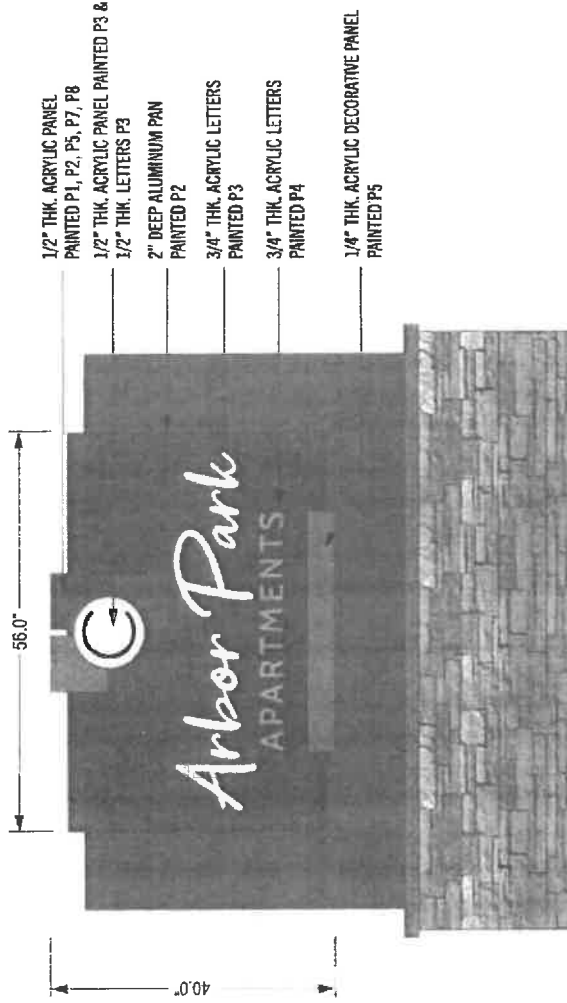 1/2" THK. ACRYLIC PANEL
PAINTED P1, P2, P5, P7, P8
1/2" THK. ACRYLIC PANEL PAINTED P3 &
1/2" THK. LETTERS P3
2" DEEP ALUMINUM PAN
PAINTED P2
3/4" THK. ACRYLIC LETTERS
PAINTED P3
3/4" THK. ACRYLIC LETTERS
PAINTED P4
1/4" THK. ACRYLIC DECORATIVE PANEL
PAINTED P5
56.0"
40.0"
Arbor Park
APARTMENTS